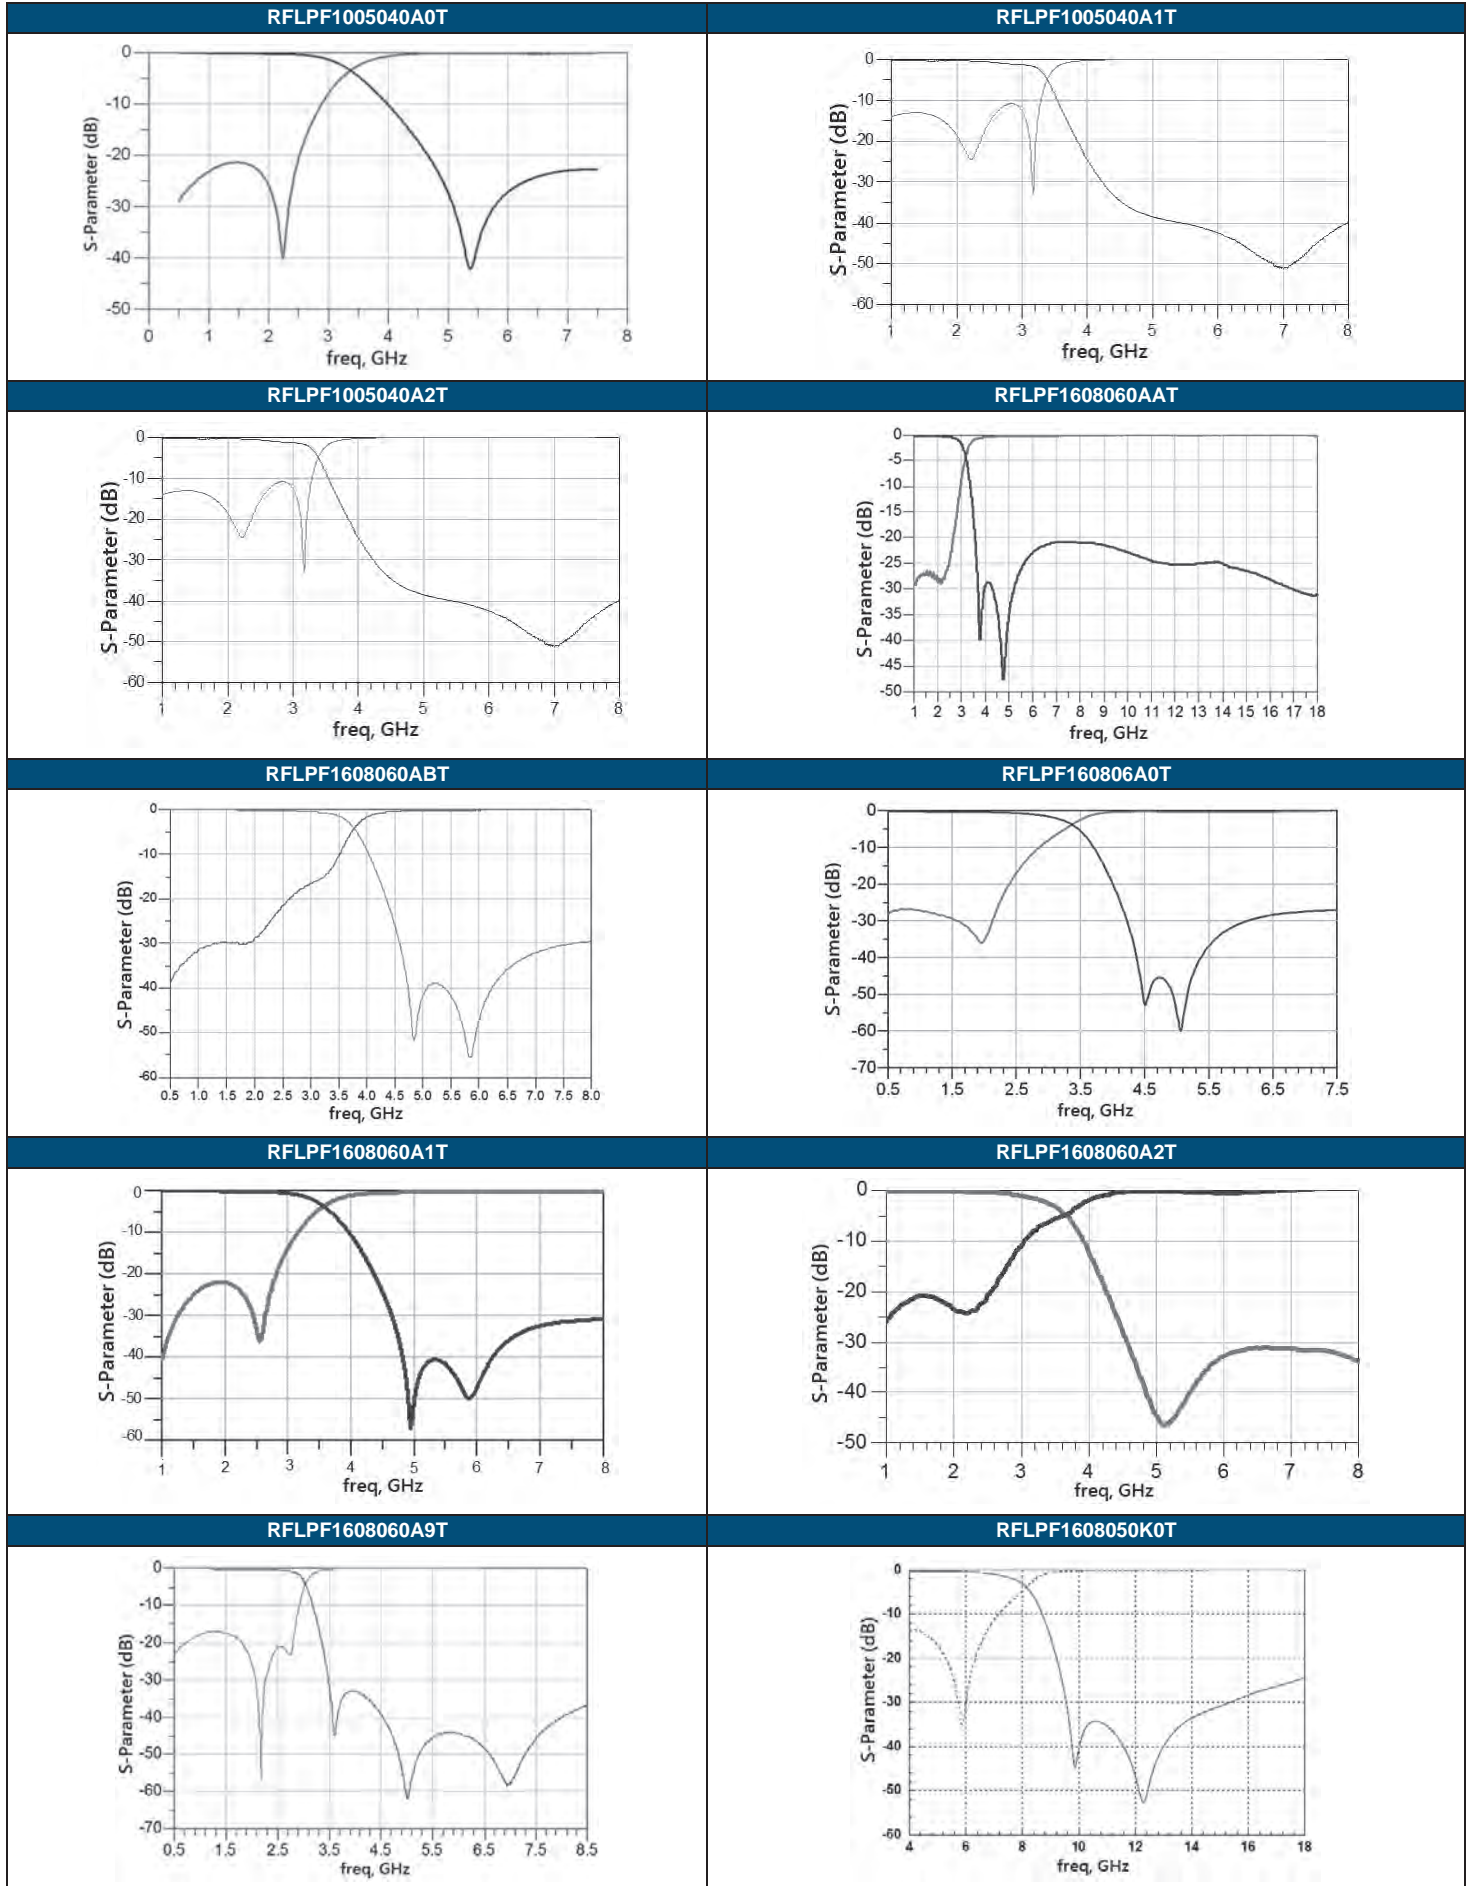 RFLPF1005040A0T
RFLPF1005040A1T
0
-10
-20
-30
-40
-50
S-Parameter (dB)
0 1 2 3 4 5 6 7 8
freq, GHz
0
-10
-20
-30
-40
-50
-60
S-Parameter (dB)
1 2 3 4 5 6 7 8
freq, GHz
RFLPF1005040A2T
RFLPF1608060AAT
0
-10
-20
-30
-40
-50
-60
S-Parameter (dB)
1 2 3 4 5 6 7 8
freq, GHz
0
-5
-10
-15
-20
-25
-30
-35
-40
-45
-50
S-Parameter (dB)
1 2 3 4 5 6 7 8 9 10 11 12 13 14 15 16 17 18
freq, GHz
RFLPF1608060ABT
RFLPF160806A0T
0
-10
-20
-30
-40
-50
-60
S-Parameter (dB)
0.5 1.0 1.5 2.0 2.5 3.0 3.5 4.0 4.5 5.0 5.5 6.0 6.5 7.0 7.5 8.0
freq, GHz
0
-10
-20
-30
-40
-50
-60
-70
S-Parameter (dB)
0.5 1.5 2.5 3.5 4.5 5.5 6.5 7.5
freq, GHz
RFLPF1608060A1T
RFLPF1608060A2T
0
-10
-20
-30
-40
-50
-60
S-Parameter (dB)
1 2 3 4 5 6 7 8
freq, GHz
0
-10
-20
-30
-40
-50
S-Parameter (dB)
1 2 3 4 5 6 7 8
freq, GHz
RFLPF1608060A9T
RFLPF1608050K0T
0
-10
-20
-30
-40
-50
-60
-70
S-Parameter (dB)
0.5 1.5 2.5 3.5 4.5 5.5 6.5 7.5 8.5
freq, GHz
0
-10
-20
-30
-40
-50
-60
S-Parameter (dB)
4 6 8 10 12 14 16 18
freq, GHz